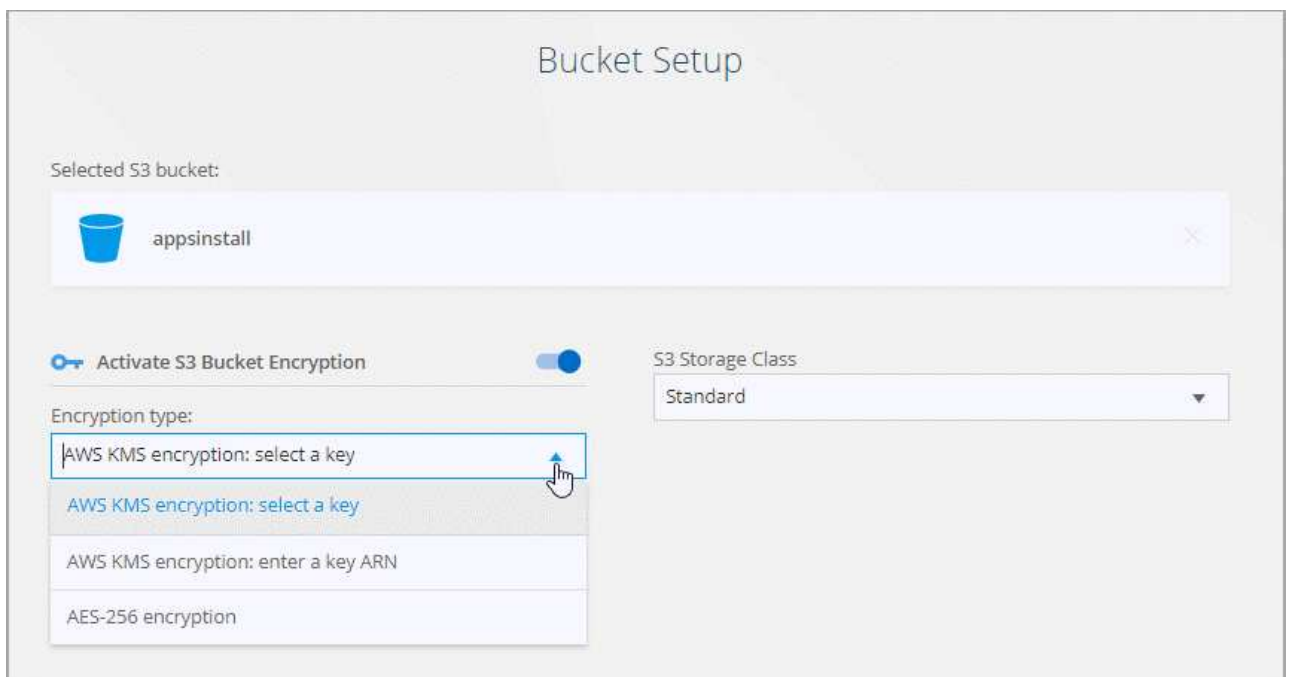 Bucket Setup
Selected S3 bucket:
appsinstall
Activate S3 Bucket Encryption
S3 Storage Class
Standard
Encryption type:
AWS KMS encryption: select a key
AWS KMS encryption: select a key
AWS KMS encryption: enter a key ARN
AES-256 encryption